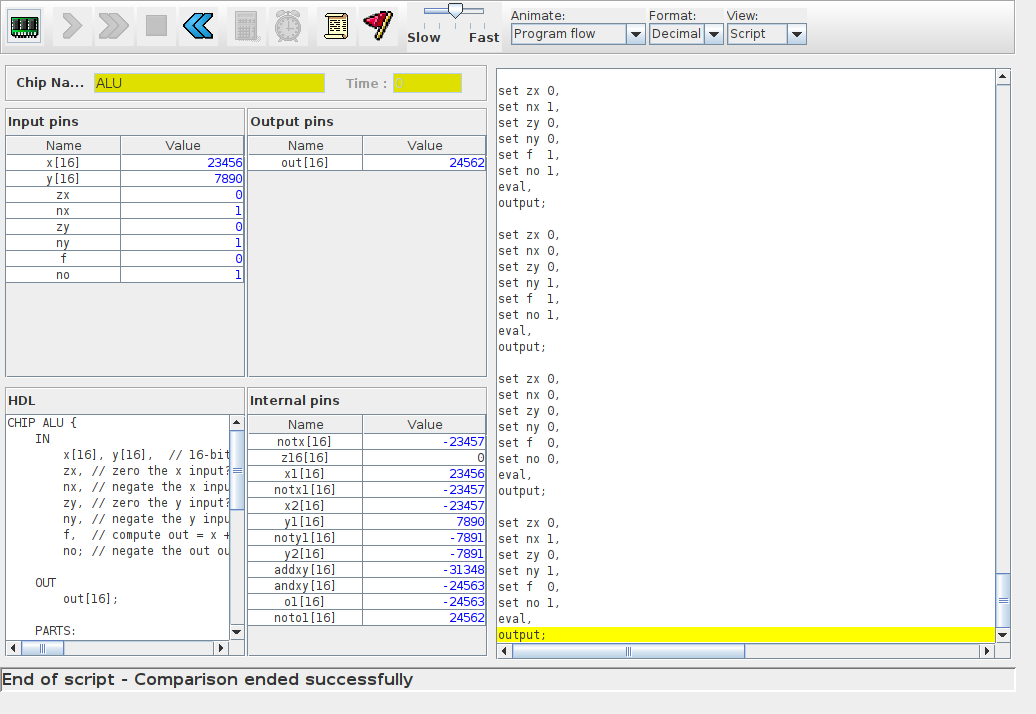 Slow Fast
Animate:
Program flow
Format:
Decimal
View:
Script
Chip Na... ALU Time : 0
Input pins
Name Value
x[16] 23456
y[16] 7890
zx 0
nx 1
zy 0
ny 1
f 0
no 1
Output pins
Name Value
out[16] 24562
HDL
CHIP ALU {
IN
x[16], y[16],  // 16-bit
zx, // zero the x input?
nx, // negate the x inpu
zy, // zero the y input?
ny, // negate the y inpu
f,  // compute out = x +
no; // negate the out ou
OUT
out[16];
PARTS:
Internal pins
Name Value
notx[16] -23457
z16[16] 0
x1[16] 23456
notx1[16] -23457
x2[16] -23457
y1[16] 7890
noty1[16] -7891
y2[16] -7891
addxy[16] -31348
andxy[16] -24563
o1[16] -24563
noto1[16] 24562
set zx 0,
set nx 1,
set zy 0,
set ny 0,
set f  1,
set no 1,
eval,
output;
set zx 0,
set nx 0,
set zy 0,
set ny 1,
set f  1,
set no 1,
eval,
output;
set zx 0,
set nx 0,
set zy 0,
set ny 0,
set f  0,
set no 0,
eval,
output;
set zx 0,
set nx 1,
set zy 0,
set ny 1,
set f  0,
set no 1,
eval,
output;
End of script - Comparison ended successfully